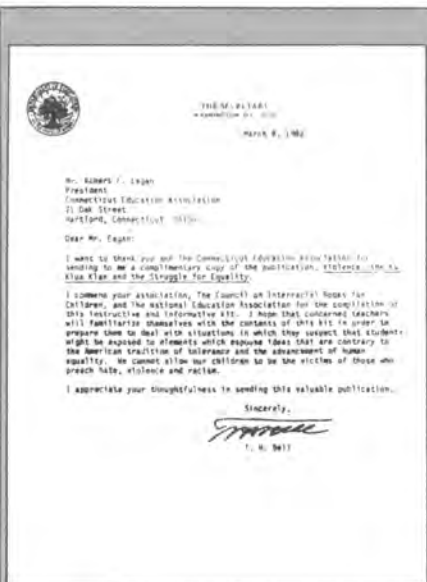 THE SECRETARY
WASHINGTON, D.C.
March 8, 1982
Mr. Robert F. Eagan
President
Connecticut Education Association
21 Oak Street
Hartford, Connecticut
Dear Mr. Eagan:
I want to thank you and the Connecticut Education Association for
sending to me a complimentary copy of the publication, Violence, the Ku
Klux Klan and the Struggle for Equality.
I commend your association, The Council on Interracial Books for
Children, and The National Education Association for the compilation of
this instructive and informative kit. I hope that concerned teachers
will familiarize themselves with the contents of this kit in order to
prepare them to deal with situations in which they suspect that students
might be exposed to elements which espouse ideas that are contrary to
the American tradition of tolerance and the advancement of human
equality. We cannot allow our children to be the victims of those who
preach hate, violence and racism.
I appreciate your thoughtfulness in sending this valuable publication.
Sincerely,
T. H. Bell